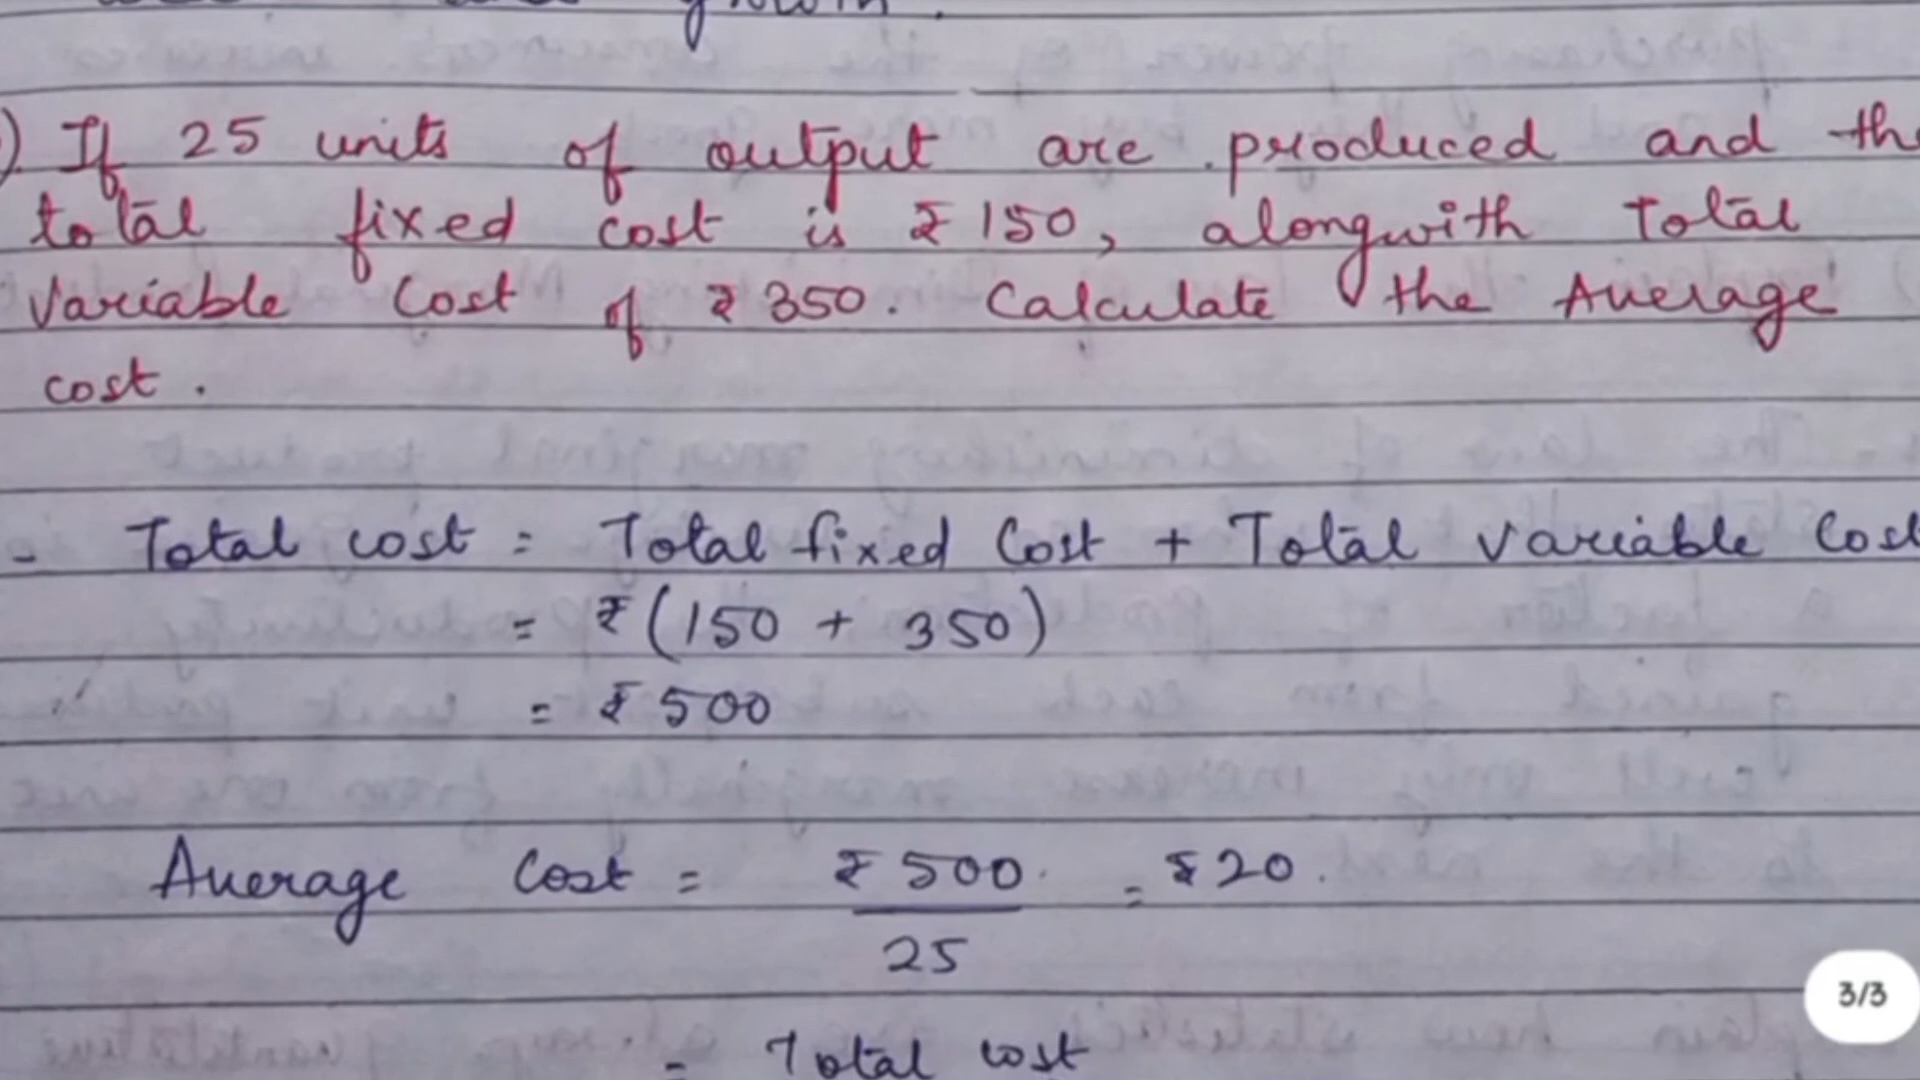 ) If 25 units of output are produced and th
total fixed cost is ₹ 150, alongwith Total
Variable Cost of ₹ 350. Calculate the Average
cost.
- Total cost = Total fixed Cost + Total Variable Cost
= ₹ (150 + 350)
= ₹ 500
Average Cost = ₹ 500 = ₹ 20.
25
= Total cost
3/3